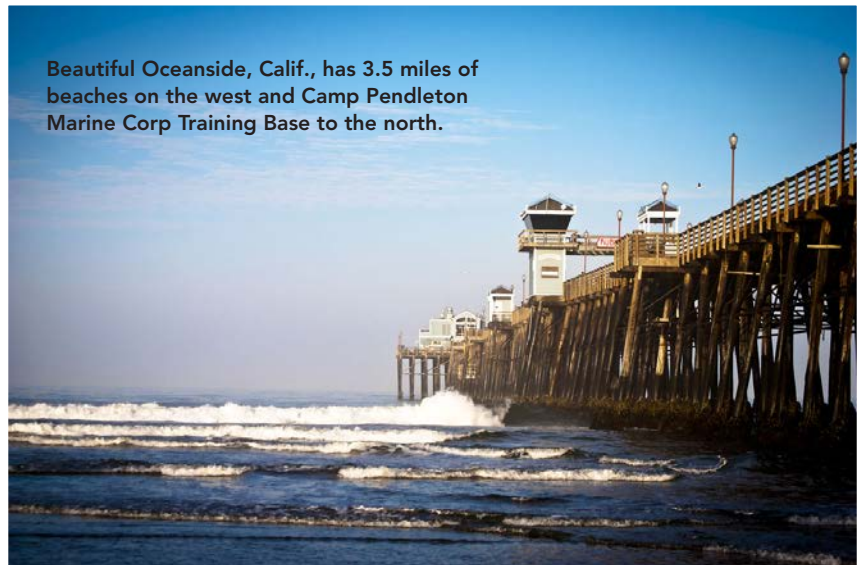 Beautiful Oceanside, Calif., has 3.5 miles of
beaches on the west and Camp Pendleton
Marine Corp Training Base to the north.